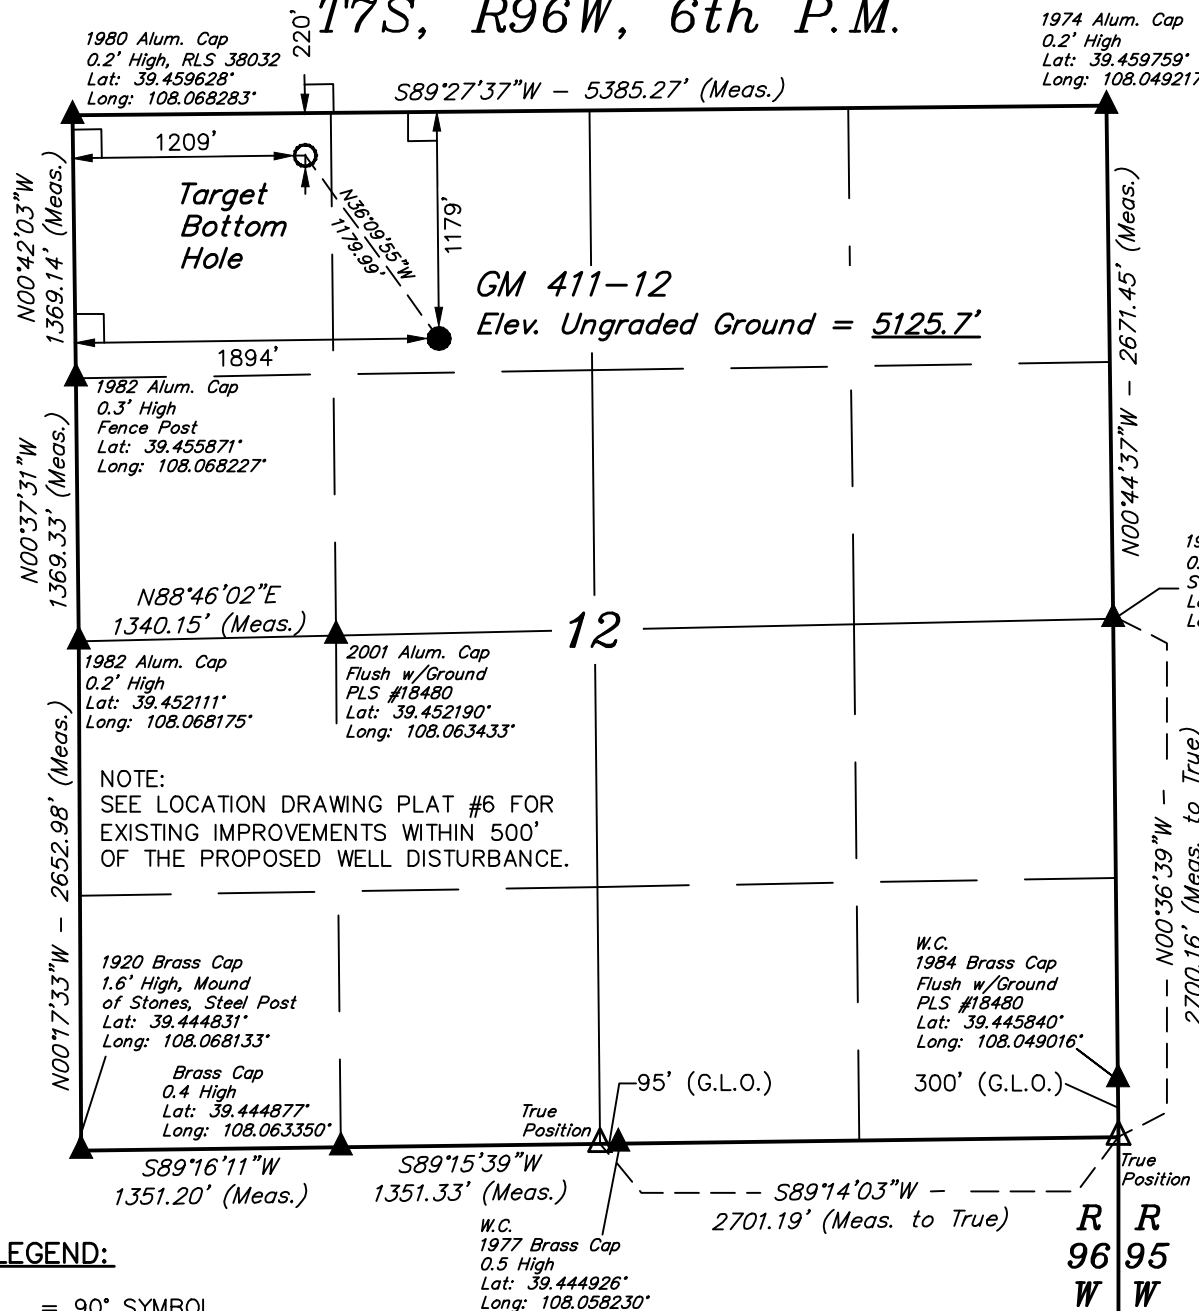 T7S, R96W, 6th P.M.
1980 Alum. Cap
0.2' High, RLS 38032
Lat: 39.459628°
Long: 108.068283°
220'
1974 Alum. Cap
0.2' High
Lat: 39.459759°
Long: 108.049217
S89°27'37"W - 5385.27' (Meas.)
1209'
Target
Bottom
Hole
N36°09'55"W
1179.99'
1179'
N00°42'03"W
1369.14' (Meas.)
GM 411-12
Elev. Ungraded Ground = 5125.7'
1894'
N00°44'37"W - 2671.45' (Meas.)
1982 Alum. Cap
0.3' High
Fence Post
Lat: 39.455871°
Long: 108.068227°
N00°37'31"W
1369.33' (Meas.)
N88°46'02"E
1340.15' (Meas.)
12
1982 Alum. Cap
0.2' High
Lat: 39.452111°
Long: 108.068175°
2001 Alum. Cap
Flush w/Ground
PLS #18480
Lat: 39.452190°
Long: 108.063433°
NOTE:
SEE LOCATION DRAWING PLAT #6 FOR
EXISTING IMPROVEMENTS WITHIN 500'
OF THE PROPOSED WELL DISTURBANCE.
N00°17'33"W - 2652.98' (Meas.)
N00°36'39"W -
2700.16' (Meas. to True)
1920 Brass Cap
1.6' High, Mound
of Stones, Steel Post
Lat: 39.444831°
Long: 108.068133°
W.C.
1984 Brass Cap
Flush w/Ground
PLS #18480
Lat: 39.445840°
Long: 108.049016°
Brass Cap
0.4 High
Lat: 39.444877°
Long: 108.063350°
95' (G.L.O.)
300' (G.L.O.)
True
Position
True
Position
S89°16'11"W
1351.20' (Meas.)
S89°15'39"W
1351.33' (Meas.)
S89°14'03"W
2701.19' (Meas. to True)
W.C.
1977 Brass Cap
0.5 High
Lat: 39.444926°
Long: 108.058230°
R R
96 95
W W
LEGEND:
= 90° SYMBOL